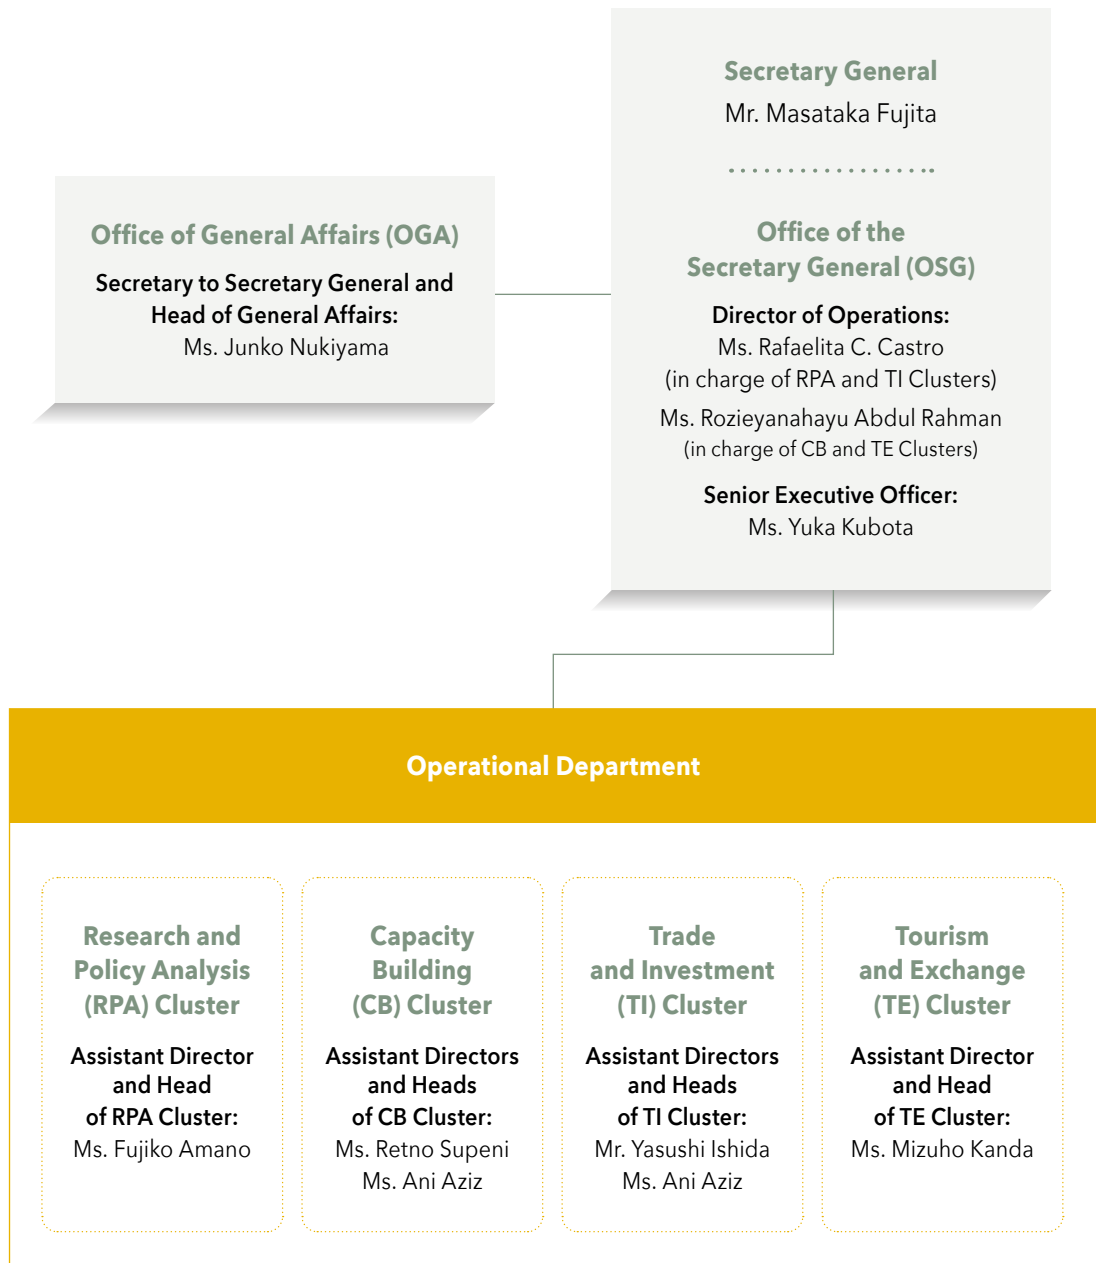 Secretary General
Mr. Masataka Fujita
Office of General Affairs (OGA)
Secretary to Secretary General and
Head of General Affairs:
Ms. Junko Nukiyama
Office of the
Secretary General (OSG)
Director of Operations:
Ms. Rafaelita C. Castro
(in charge of RPA and TI Clusters)
Ms. Rozieyanahayu Abdul Rahman
(in charge of CB and TE Clusters)
Senior Executive Officer:
Ms. Yuka Kubota
Operational Department
Research and
Policy Analysis
(RPA) Cluster
Assistant Director
and Head
of RPA Cluster:
Ms. Fujiko Amano
Capacity
Building
(CB) Cluster
Assistant Directors
and Heads
of CB Cluster:
Ms. Retno Supeni
Ms. Ani Aziz
Trade
and Investment
(TI) Cluster
Assistant Directors
and Heads
of TI Cluster:
Mr. Yasushi Ishida
Ms. Ani Aziz
Tourism
and Exchange
(TE) Cluster
Assistant Director
and Head
of TE Cluster:
Ms. Mizuho Kanda